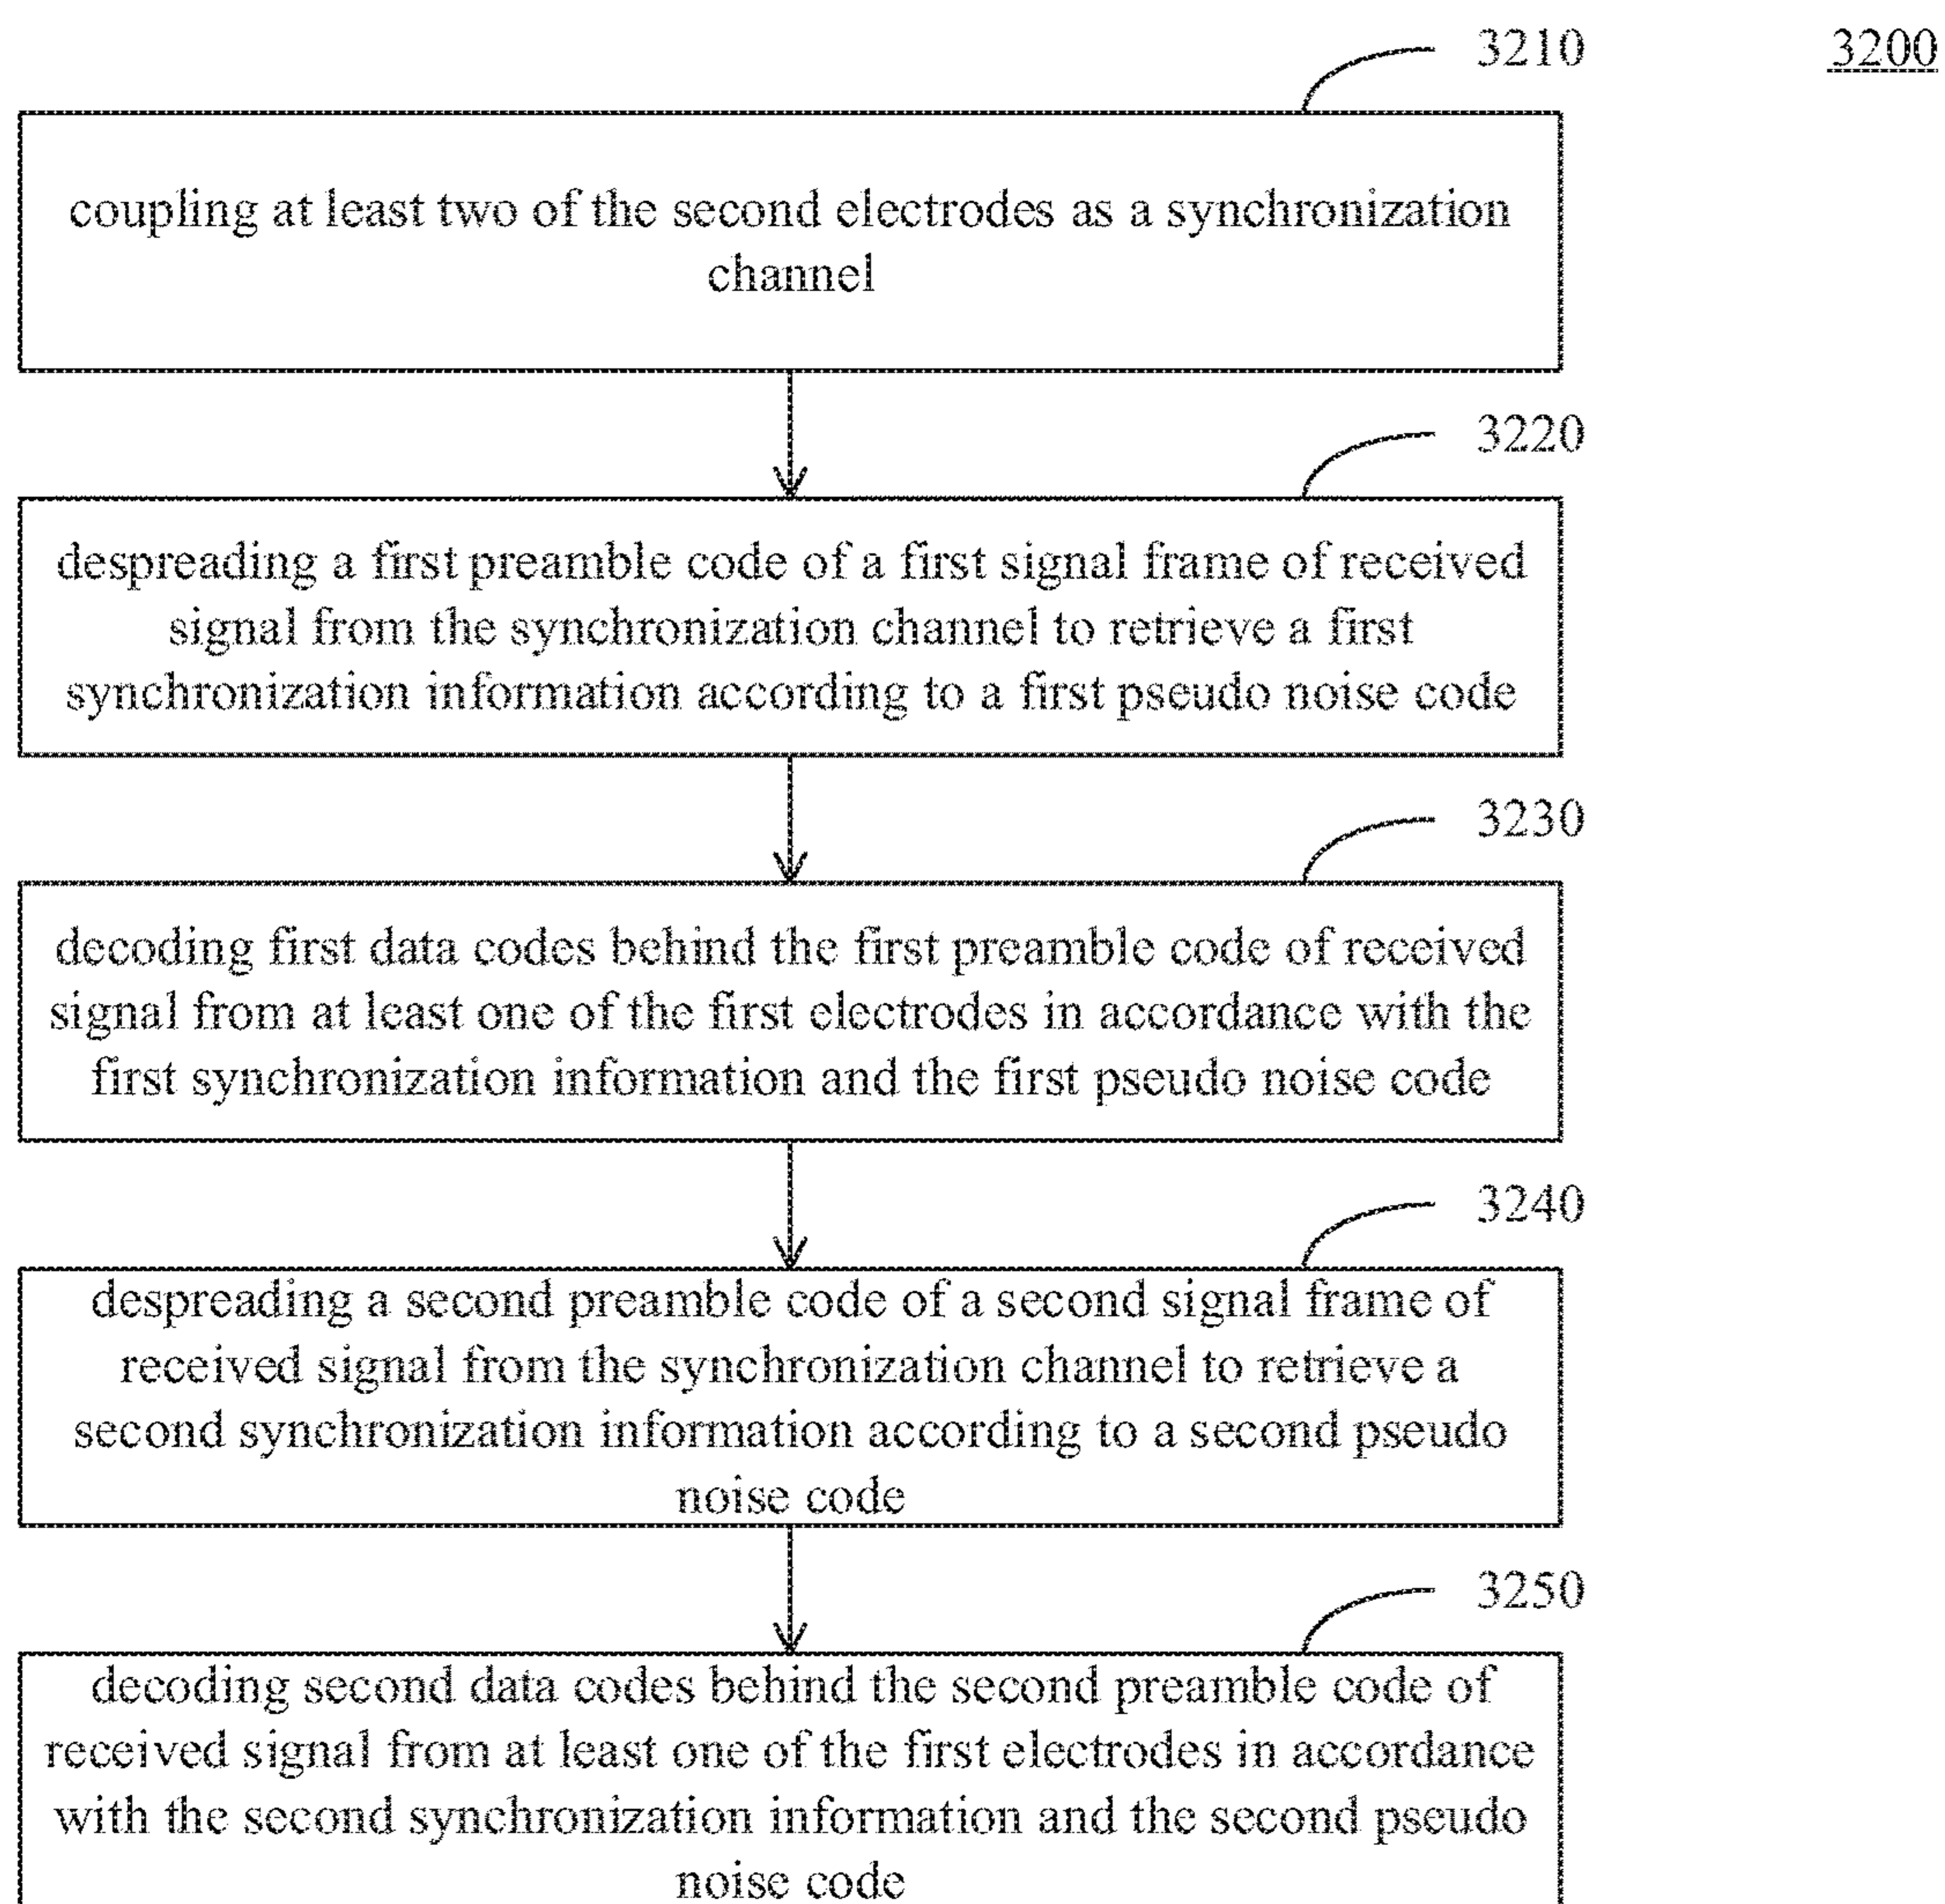 3210
3200
coupling at least two of the second electrodes as a synchronization
channel
3220
despreading a first preamble code of a first signal frame of received
signal from the synchronization channel to retrieve a first
synchronization information according to a first pseudo noise code
3230
decoding first data codes behind the first preamble code of received
signal from at least one of the first electrodes in accordance with the
first synchronization information and the first pseudo noise code
3240
despreading a second preamble code of a second signal frame of
received signal from the synchronization channel to retrieve a
second synchronization information according to a second pseudo
noise code
3250
decoding second data codes behind the second preamble code of
received signal from at least one of the first electrodes in accordance
with the second synchronization information and the second pseudo
noise code